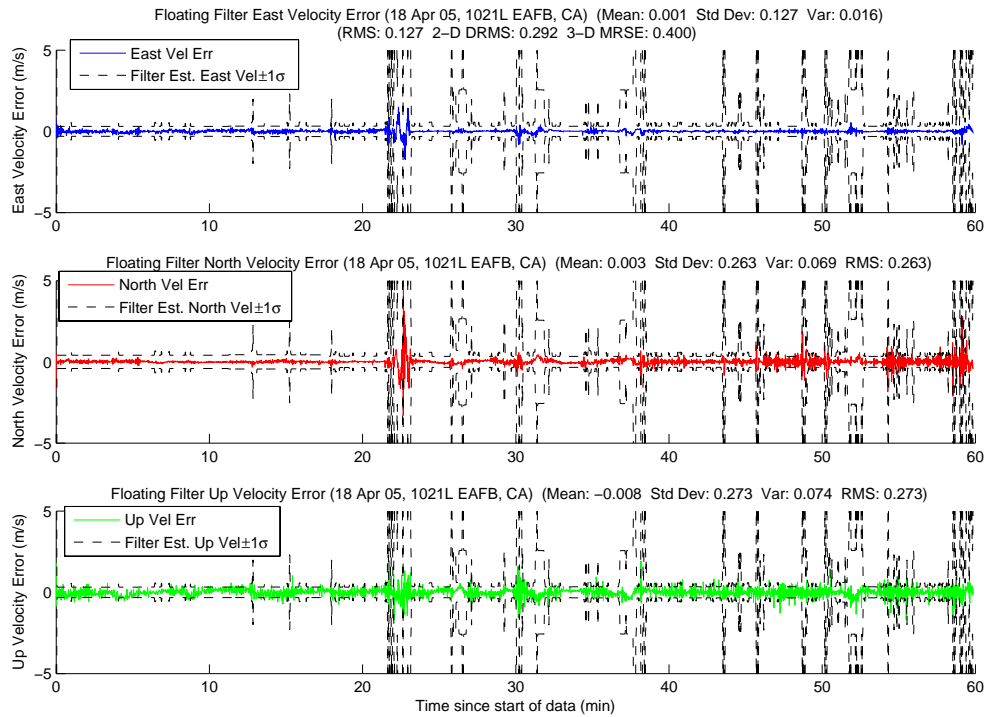 Floating Filter East Velocity Error (18 Apr 05, 1021L EAFB, CA)  (Mean: 0.001  Std Dev: 0.127  Var: 0.016)
(RMS: 0.127  2−D DRMS: 0.292  3−D MRSE: 0.400)
East Velocity Error (m/s)
5
0
−5
East Vel Err
Filter Est. East Vel±1σ
0 10 20 30 40 50 60
Floating Filter North Velocity Error (18 Apr 05, 1021L EAFB, CA)  (Mean: 0.003  Std Dev: 0.263  Var: 0.069  RMS: 0.263)
North Velocity Error (m/s)
5
0
−5
North Vel Err
Filter Est. North Vel±1σ
0 10 20 30 40 50 60
Floating Filter Up Velocity Error (18 Apr 05, 1021L EAFB, CA)  (Mean: −0.008  Std Dev: 0.273  Var: 0.074  RMS: 0.273)
Up Velocity Error (m/s)
5
0
−5
Up Vel Err
Filter Est. Up Vel±1σ
0 10 20 30 40 50 60
Time since start of data (min)